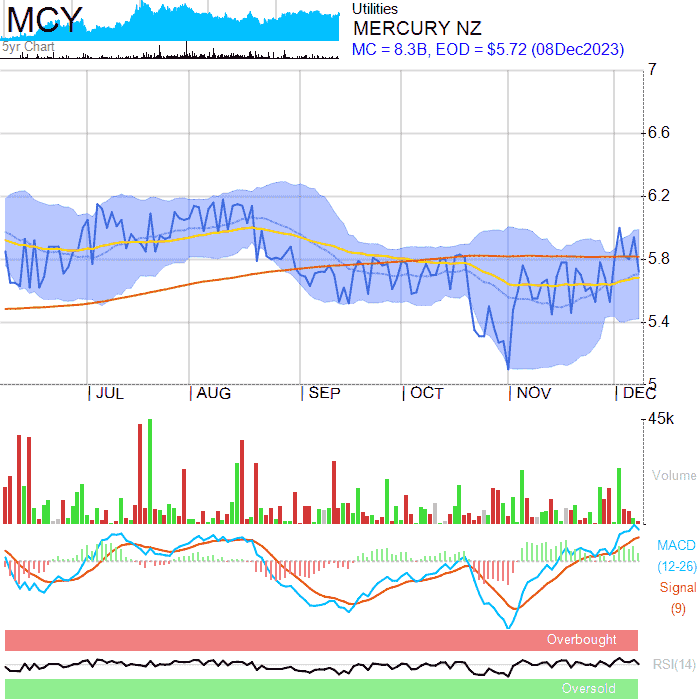 MCY
5yr Chart
Utilities
MERCURY NZ
MC = 8.3B, EOD = $5.72 (08Dec2023)
7
6.6
6.2
5.8
5.4
5
JUL AUG SEP OCT NOV DEC
45k
Volume
MACD
(12-26)
Signal
(9)
Overbought
RSI(14)
Oversold